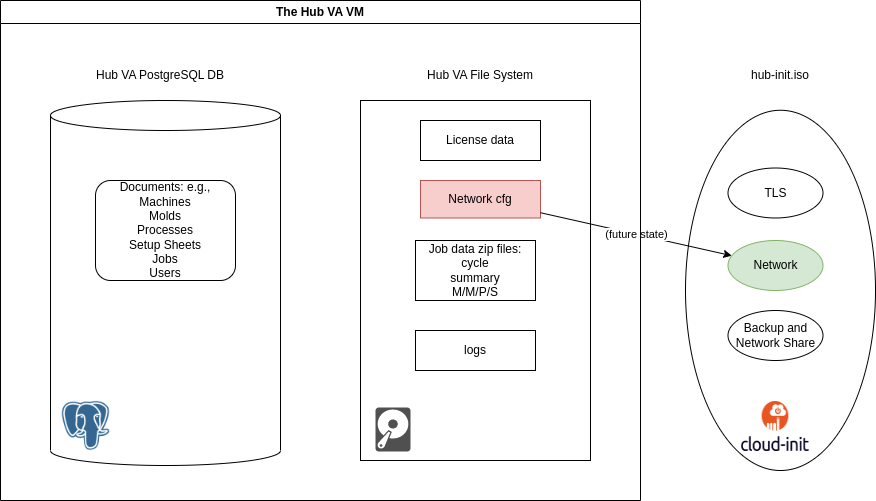 The Hub VA VM
Hub VA PostgreSQL DB
Documents: e.g.,
Machines
Molds
Processes
Setup Sheets
Jobs
Users
Hub VA File System
License data
Network cfg
Job data zip files:
cycle
summary
M/M/P/S
logs
(future state)
hub-init.iso
TLS
Network
Backup and
Network Share
cloud-init